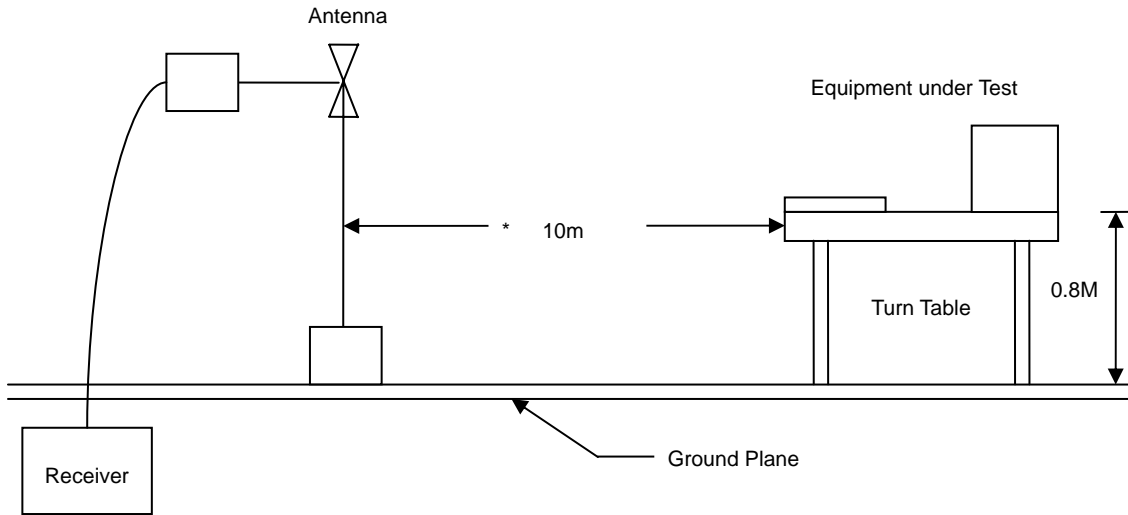 Antenna
Equipment under Test
* 10m
0.8M
Turn Table
Ground Plane
Receiver